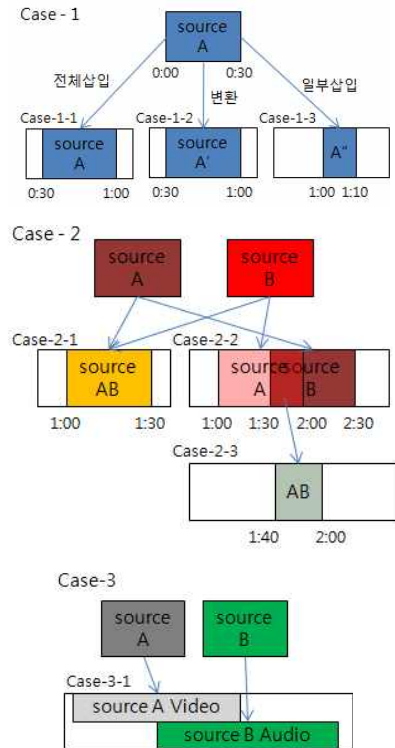 Case - 1
source
A
0:00 0:30
전체삽입
변환
일부삽입
Case-1-1
Case-1-2
Case-1-3
source
A
source
A'
A"
0:30 1:00
0:30 1:00
1:00 1:10
Case - 2
source
A
source
B
Case-2-1
Case-2-2
source
AB
source
A
source
B
1:00 1:30
1:00 1:30 2:00 2:30
Case-2-3
AB
1:40 2:00
Case-3
source
A
source
B
Case-3-1
source A Video
source B Audio